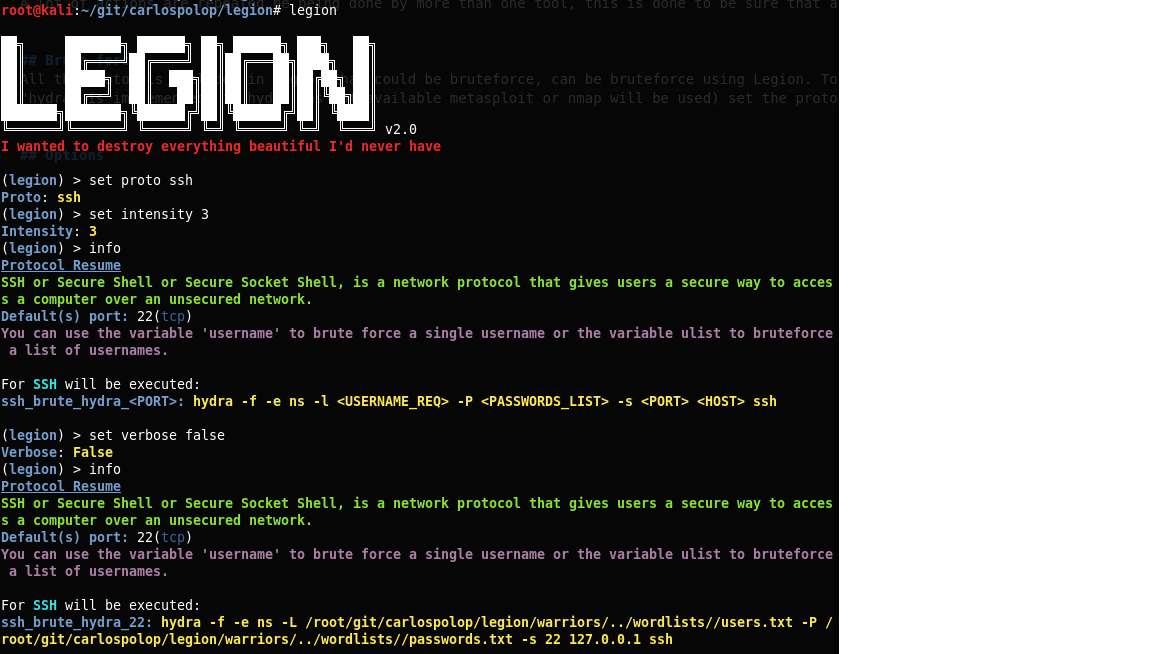 root@kali:~/git/carlospolop/legion# legion
LEGION
v2.0
I wanted to destroy everything beautiful I'd never have
## Options
(legion) > set proto ssh
Proto: ssh
(legion) > set intensity 3
Intensity: 3
(legion) > info
Protocol Resume
SSH or Secure Shell or Secure Socket Shell, is a network protocol that gives users a secure way to acces
s a computer over an unsecured network.
Default(s) port: 22(tcp)
You can use the variable 'username' to brute force a single username or the variable ulist to bruteforce
 a list of usernames.
For SSH will be executed:
ssh_brute_hydra_<PORT>: hydra -f -e ns -l <USERNAME_REQ> -P <PASSWORDS_LIST> -s <PORT> <HOST> ssh
(legion) > set verbose false
Verbose: False
(legion) > info
Protocol Resume
SSH or Secure Shell or Secure Socket Shell, is a network protocol that gives users a secure way to acces
s a computer over an unsecured network.
Default(s) port: 22(tcp)
You can use the variable 'username' to brute force a single username or the variable ulist to bruteforce
 a list of usernames.
For SSH will be executed:
ssh_brute_hydra_22: hydra -f -e ns -L /root/git/carlospolop/legion/warriors/../wordlists//users.txt -P /
root/git/carlospolop/legion/warriors/../wordlists//passwords.txt -s 22 127.0.0.1 ssh